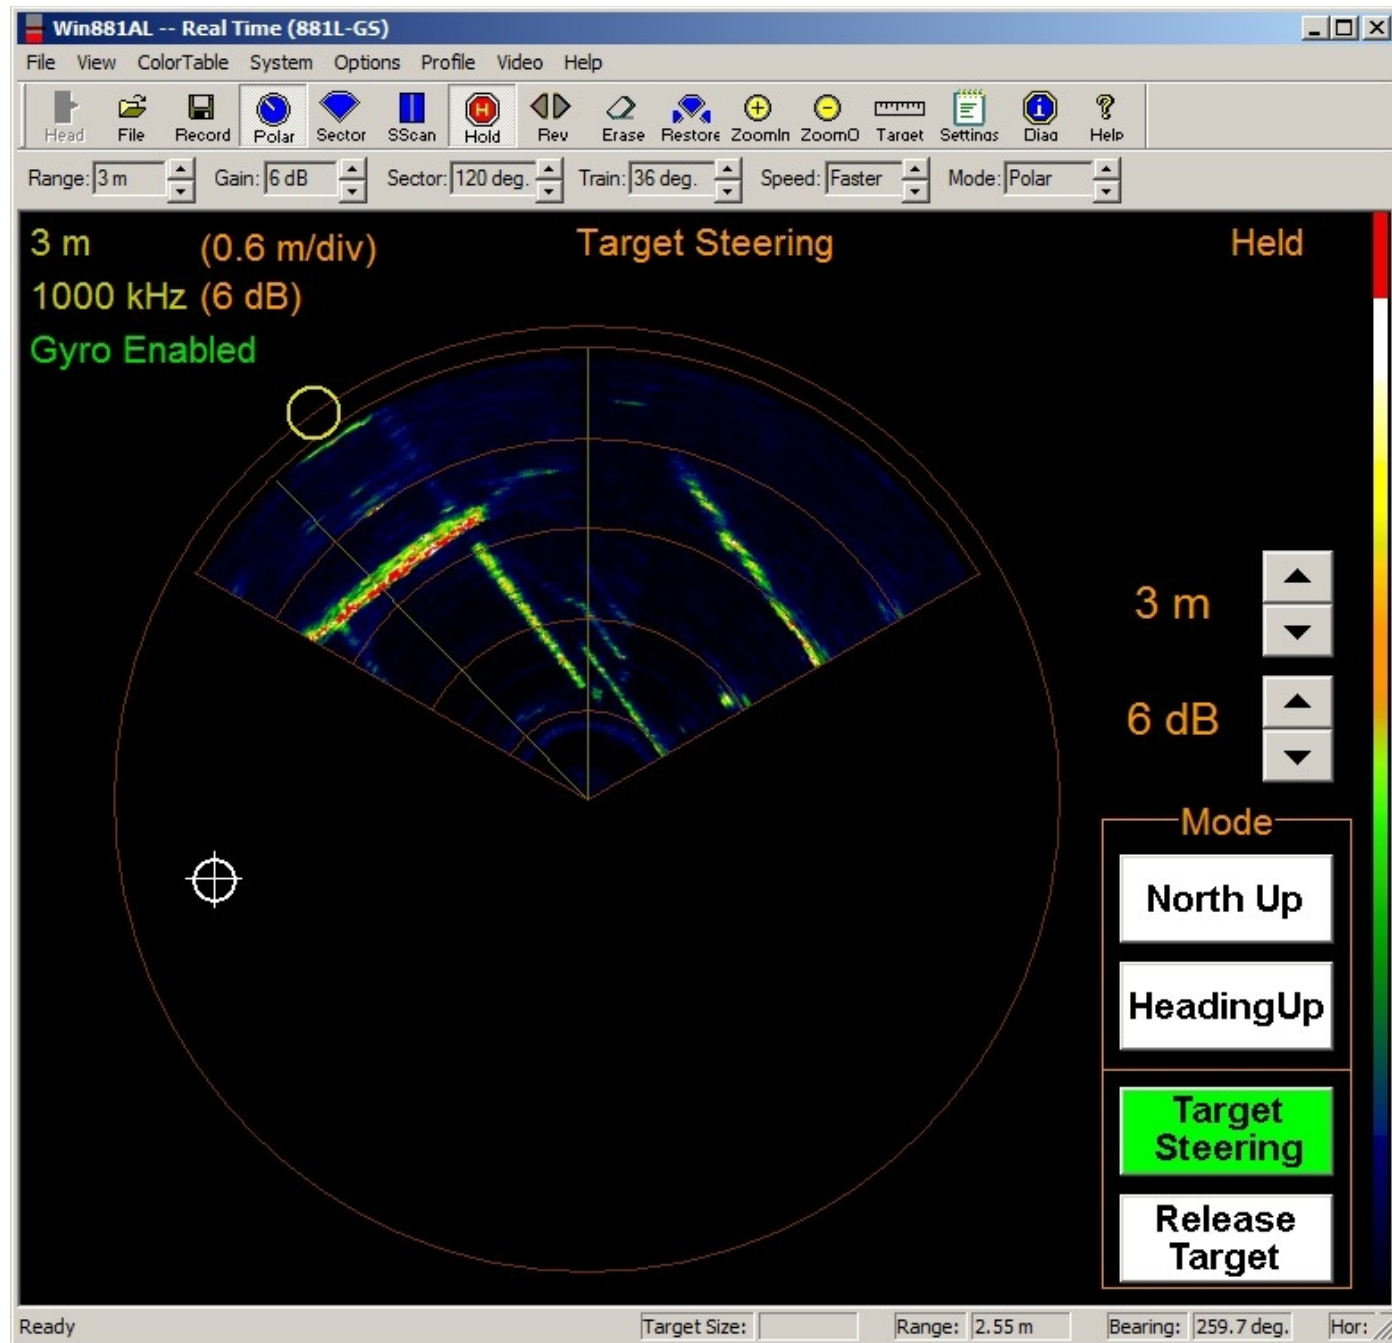 Win881AL -- Real Time (881L-GS)
File View ColorTable System Options Profile Video Help
Head File Record Polar Sector SScan Hold Rev Erase Restore ZoomIn ZoomO Target Settings Diag Help
Range: 3 m Gain: 6 dB Sector: 120 deg. Train: 36 deg. Speed: Faster Mode: Polar
3 m (0.6 m/div) Target Steering Held
1000 kHz (6 dB)
Gyro Enabled
3 m
6 dB
Mode
North Up
HeadingUp
Target
Steering
Release
Target
Ready Target Size: Range: 2.55 m Bearing: 259.7 deg. Hor: